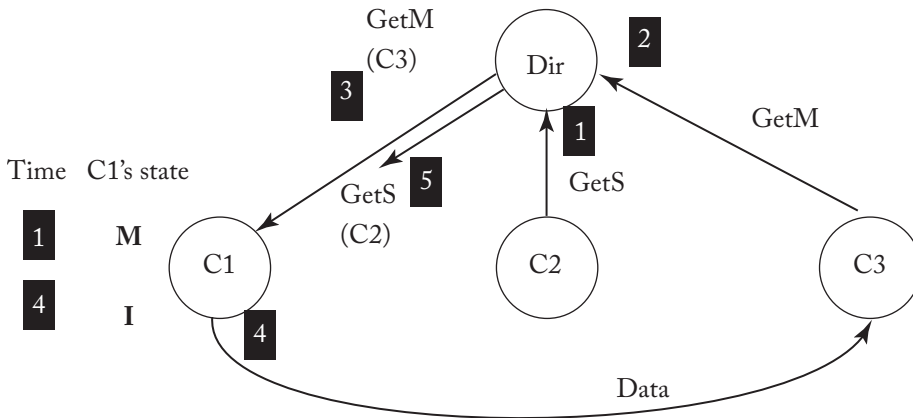 GetM
(C3)
3
Dir
2
1
GetM
GetS
5
GetS
(C2)
Time C1's state
1 M
4 I
C1
C2
C3
4
Data